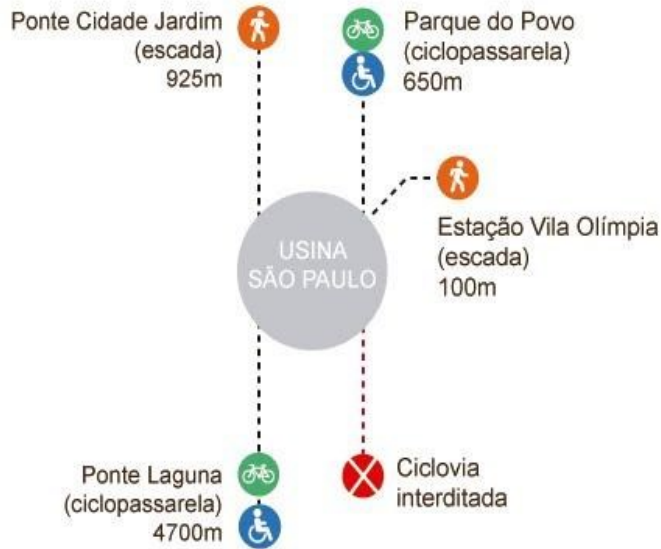 Ponte Cidade Jardim
(escada)
925m
Parque do Povo
(ciclopassarela)
650m
Estação Vila Olímpia
(escada)
100m
USINA
SÃO PAULO
Ponte Laguna
(ciclopassarela)
4700m
Ciclovia
interditada